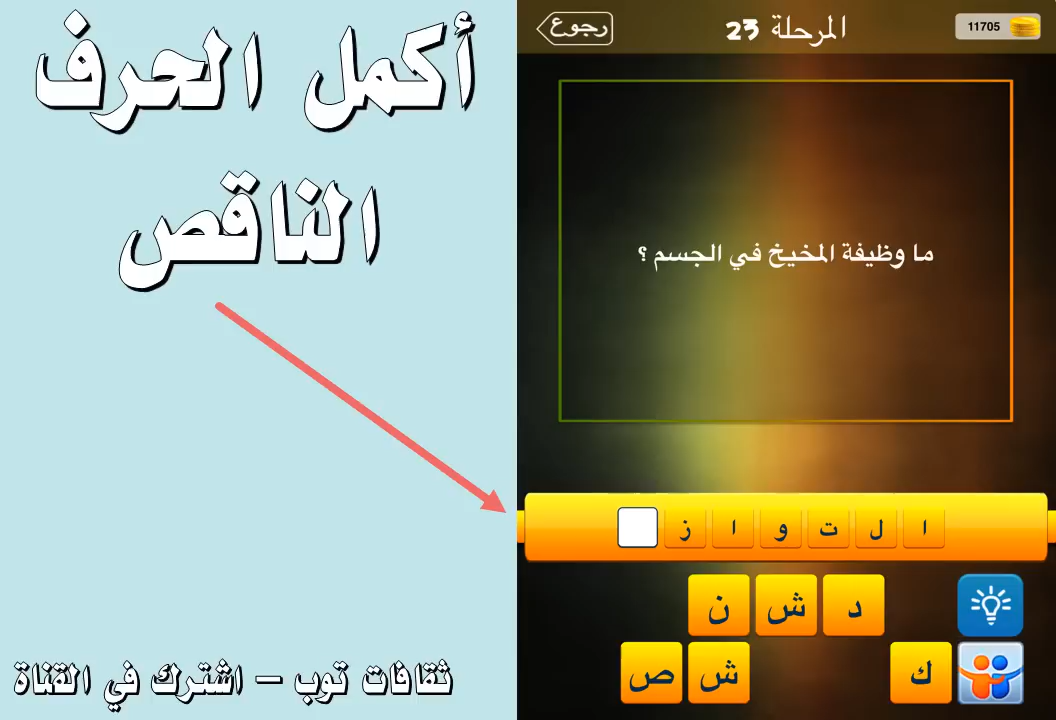 أكمل الحرف
الناقص
ثقافات توب – اشترك في القناة
رجوع
المرحلة 23
11705
ما وظيفة المخيخ في الجسم ؟
ا ل ت و ا ز
د ش ن
ك ش ص